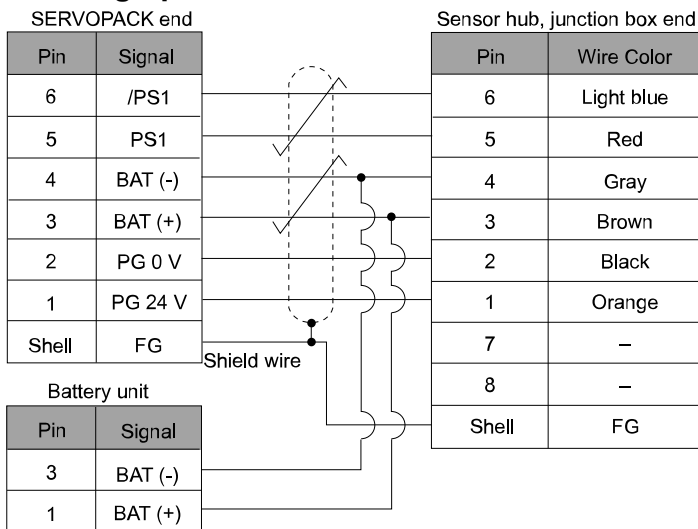 SERVOPACK end
Pin Signal
6 /PS1
5 PS1
4 BAT (-)
3 BAT (+)
2 PG 0 V
1 PG 24 V
Shell FG
Shield wire
Battery unit
Pin Signal
3 BAT (-)
1 BAT (+)
Sensor hub, junction box end
Pin Wire Color
6 Light blue
5 Red
4 Gray
3 Brown
2 Black
1 Orange
7 –
8 –
Shell FG